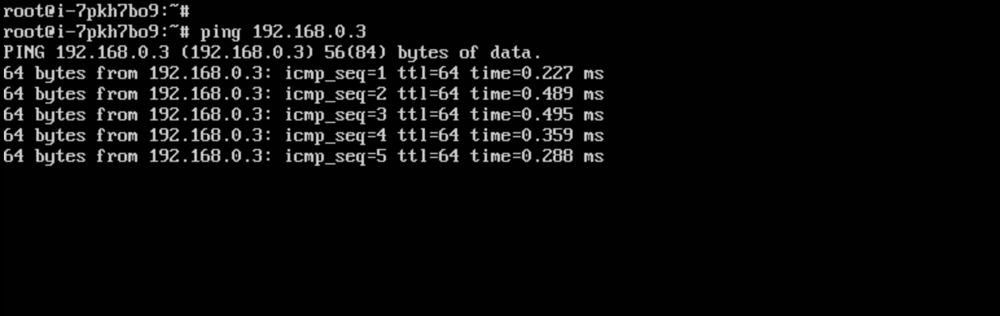 root@i-7pkh7bo9:~#
root@i-7pkh7bo9:~# ping 192.168.0.3
PING 192.168.0.3 (192.168.0.3) 56(84) bytes of data.
64 bytes from 192.168.0.3: icmp_seq=1 ttl=64 time=0.227 ms
64 bytes from 192.168.0.3: icmp_seq=2 ttl=64 time=0.489 ms
64 bytes from 192.168.0.3: icmp_seq=3 ttl=64 time=0.495 ms
64 bytes from 192.168.0.3: icmp_seq=4 ttl=64 time=0.359 ms
64 bytes from 192.168.0.3: icmp_seq=5 ttl=64 time=0.288 ms